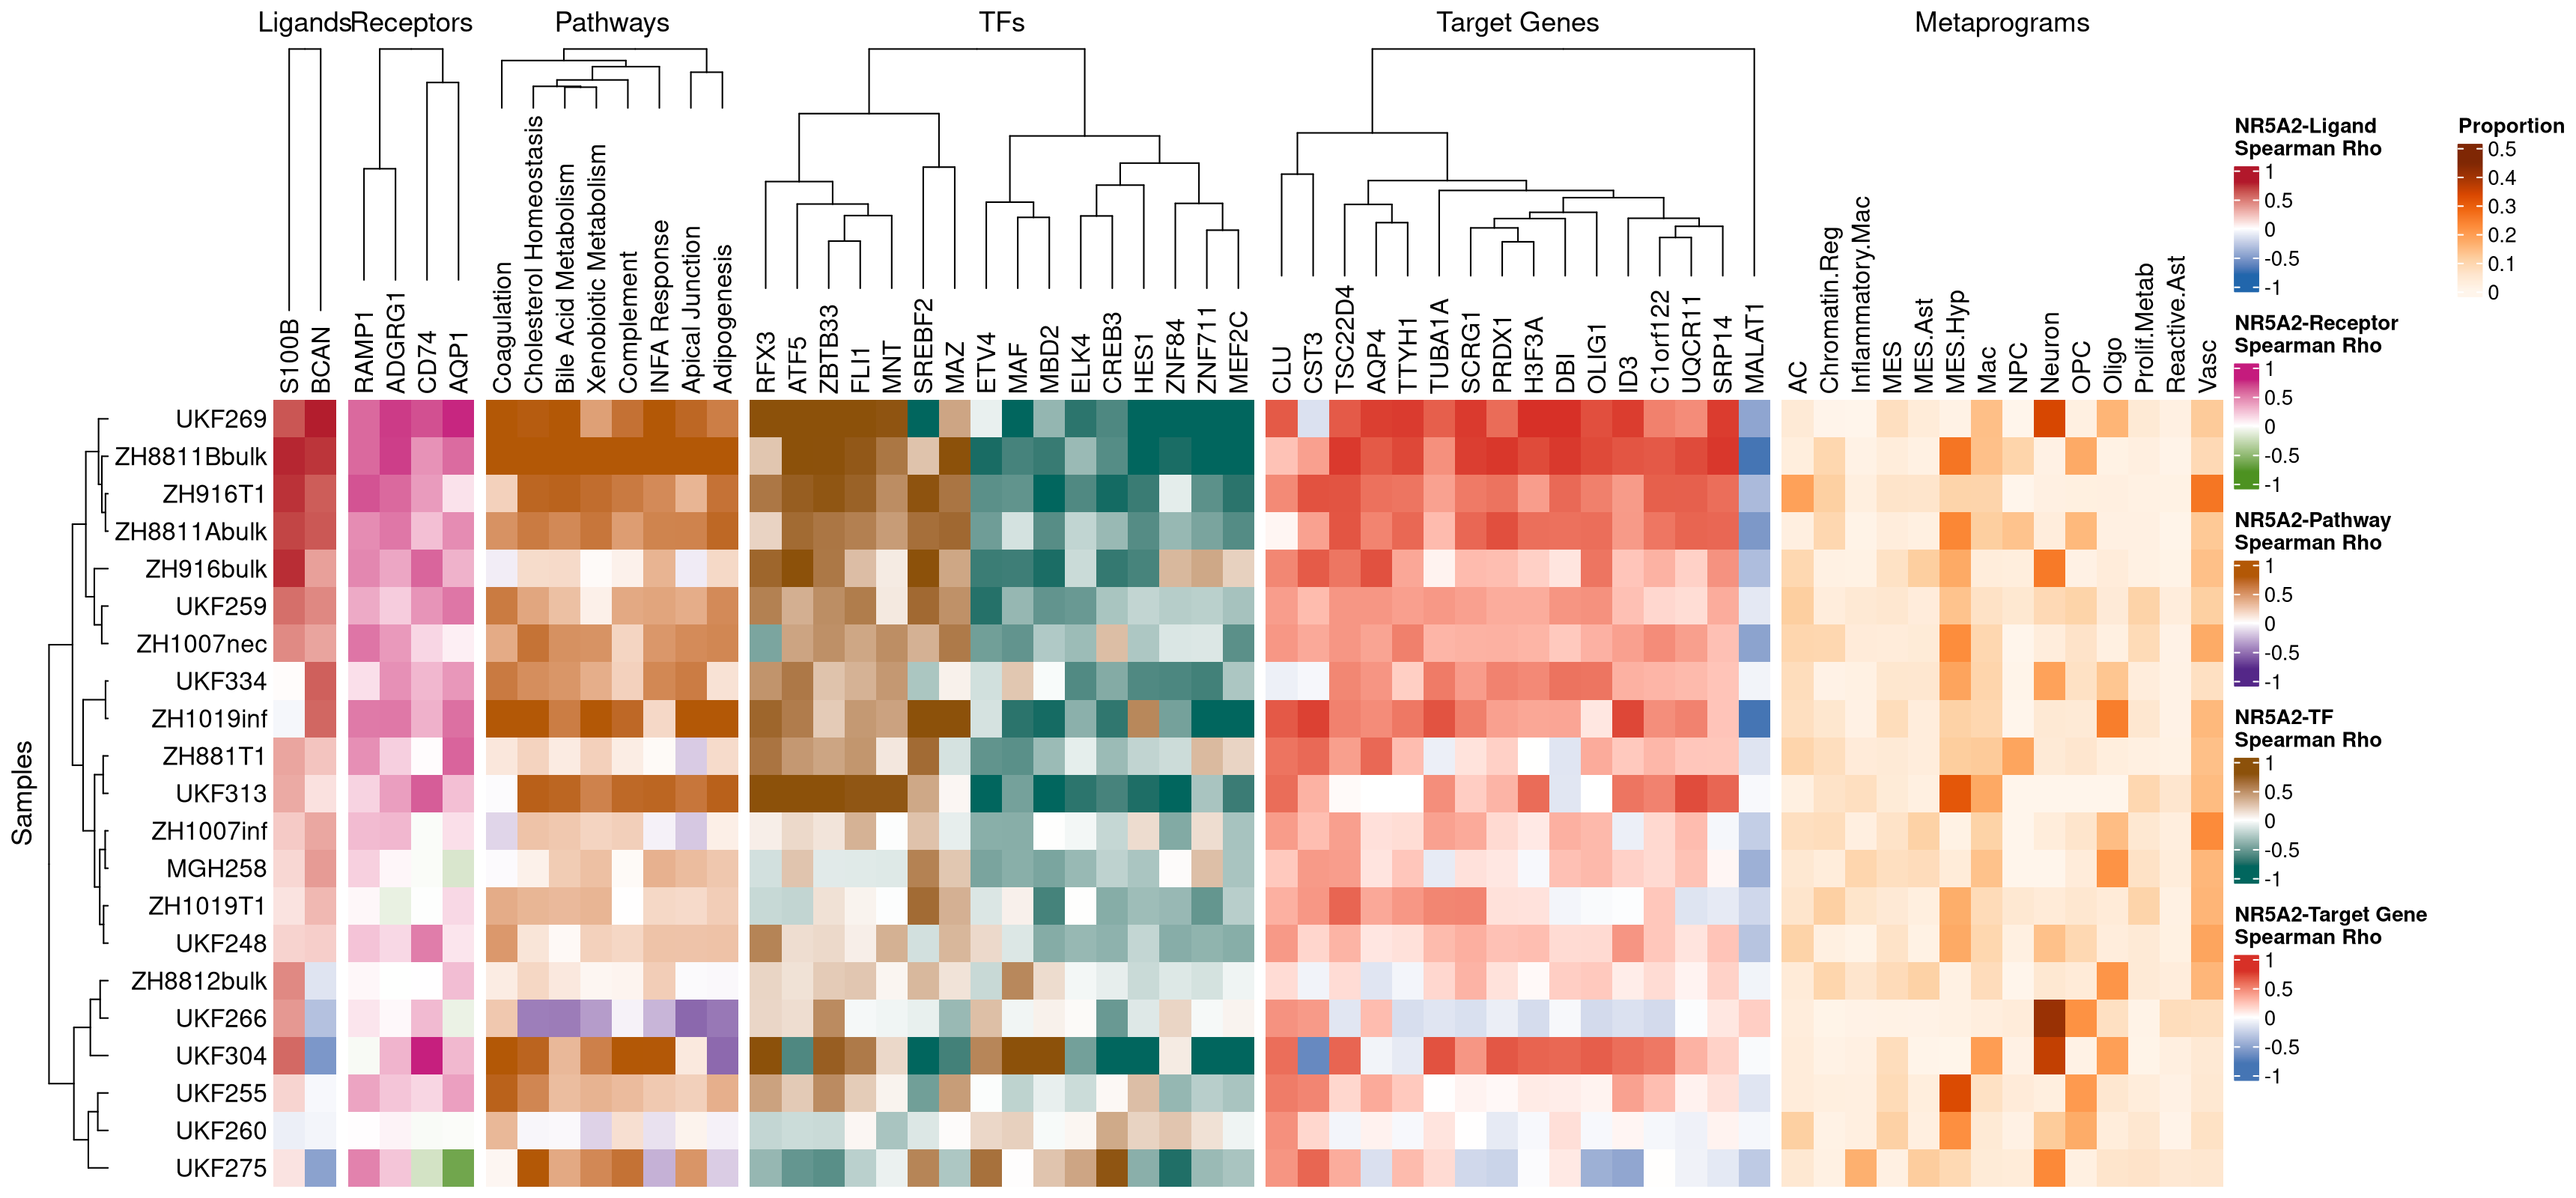 Ligands Receptors Pathways TFs Target Genes Metaprograms
S100B
BCAN
RAMP1
ADGRG1
CD74
AQP1
Coagulation
Cholesterol Homeostasis
Bile Acid Metabolism
Xenobiotic Metabolism
Complement
INFA Response
Apical Junction
Adipogenesis
RFX3
ATF5
ZBTB33
FLI1
MNT
SREBF2
MAZ
ETV4
MAF
MBD2
ELK4
CREB3
HES1
ZNF84
ZNF711
MEF2C
CLU
CST3
TSC22D4
AQP4
TTYH1
TUBA1A
SCRG1
PRDX1
H3F3A
DBI
OLIG1
ID3
C1orf122
UQCR11
SRP14
MALAT1
AC
Chromatin.Reg
Inflammatory.Mac
MES
MES.Ast
MES.Hyp
Mac
NPC
Neuron
OPC
Oligo
Prolif.Metab
Reactive.Ast
Vasc
Samples
UKF269
ZH8811Bbulk
ZH916T1
ZH8811Abulk
ZH916bulk
UKF259
ZH1007nec
UKF334
ZH1019inf
ZH881T1
UKF313
ZH1007inf
MGH258
ZH1019T1
UKF248
ZH8812bulk
UKF266
UKF304
UKF255
UKF260
UKF275
NR5A2-Ligand
Spearman Rho
1
0.5
0
-0.5
-1
NR5A2-Receptor
Spearman Rho
1
0.5
0
-0.5
-1
NR5A2-Pathway
Spearman Rho
1
0.5
0
-0.5
-1
NR5A2-TF
Spearman Rho
1
0.5
0
-0.5
-1
NR5A2-Target Gene
Spearman Rho
1
0.5
0
-0.5
-1
Proportion
0.5
0.4
0.3
0.2
0.1
0